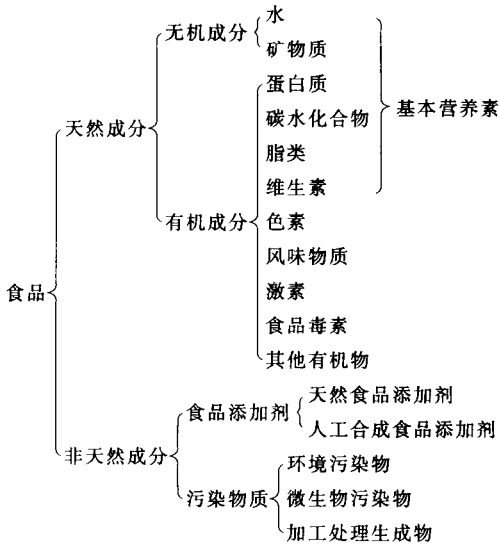 水
无机成分
矿物质
蛋白质
碳水化合物
基本营养素
天然成分
脂类
维生素
有机成分
色素
风味物质
激素
食品
食品毒素
其他有机物
天然食品添加剂
食品添加剂
人工合成食品添加剂
非天然成分
环境污染物
污染物质
微生物污染物
加工处理生成物